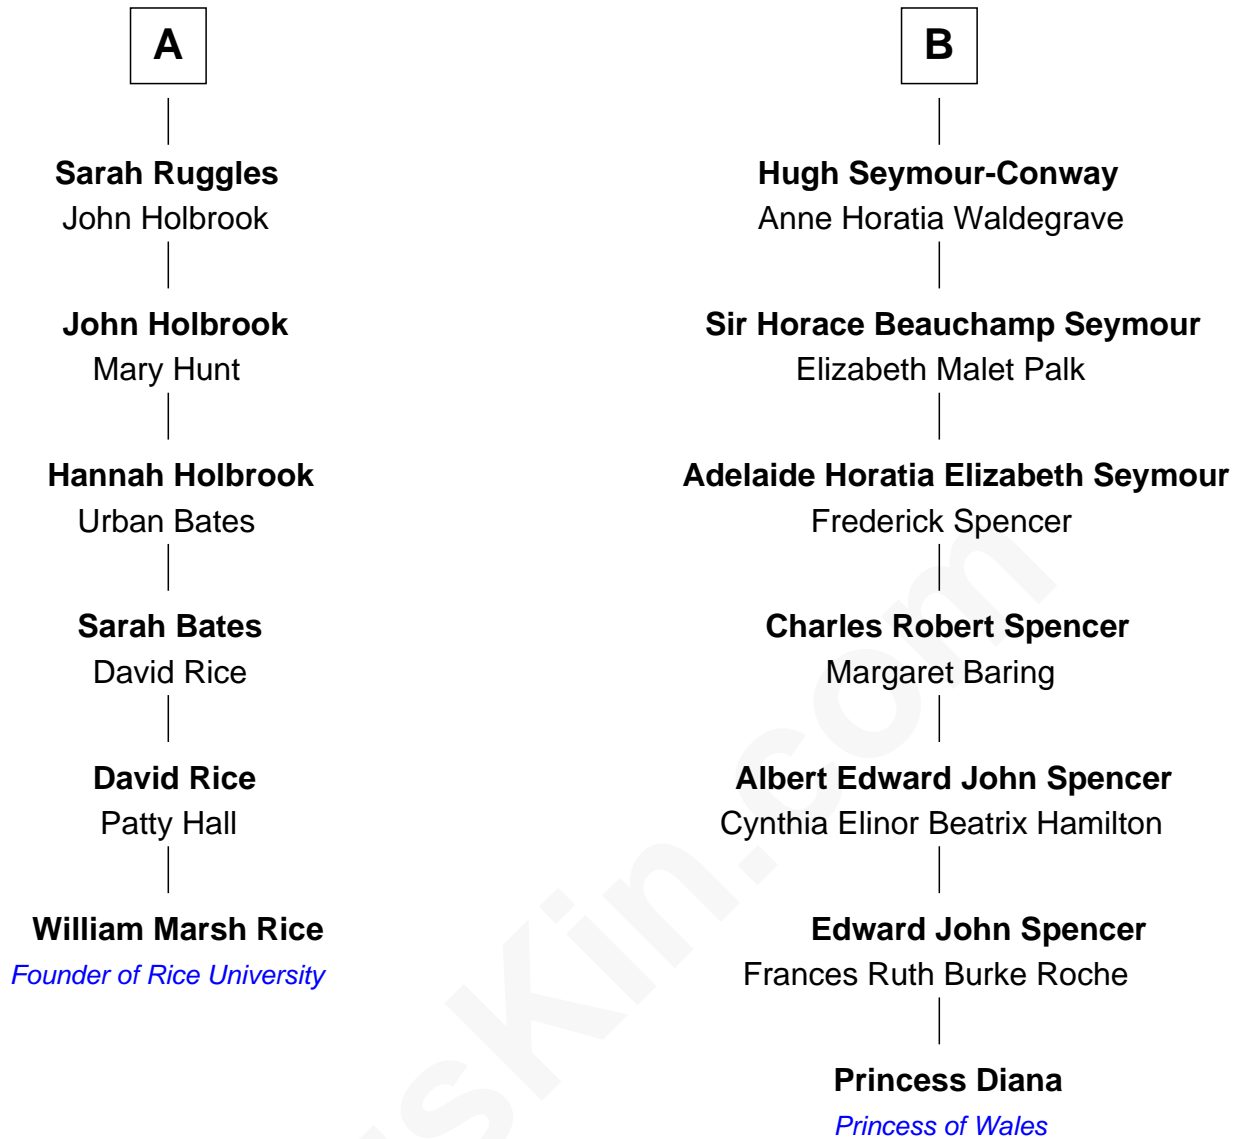 A
Sarah Ruggles
John Holbrook
John Holbrook
Mary Hunt
Hannah Holbrook
Urban Bates
Sarah Bates
David Rice
David Rice
Patty Hall
William Marsh Rice
Founder of Rice University
B
Hugh Seymour-Conway
Anne Horatia Waldegrave
Sir Horace Beauchamp Seymour
Elizabeth Malet Palk
Adelaide Horatia Elizabeth Seymour
Frederick Spencer
Charles Robert Spencer
Margaret Baring
Albert Edward John Spencer
Cynthia Elinor Beatrix Hamilton
Edward John Spencer
Frances Ruth Burke Roche
Princess Diana
Princess of Wales
sKin.com